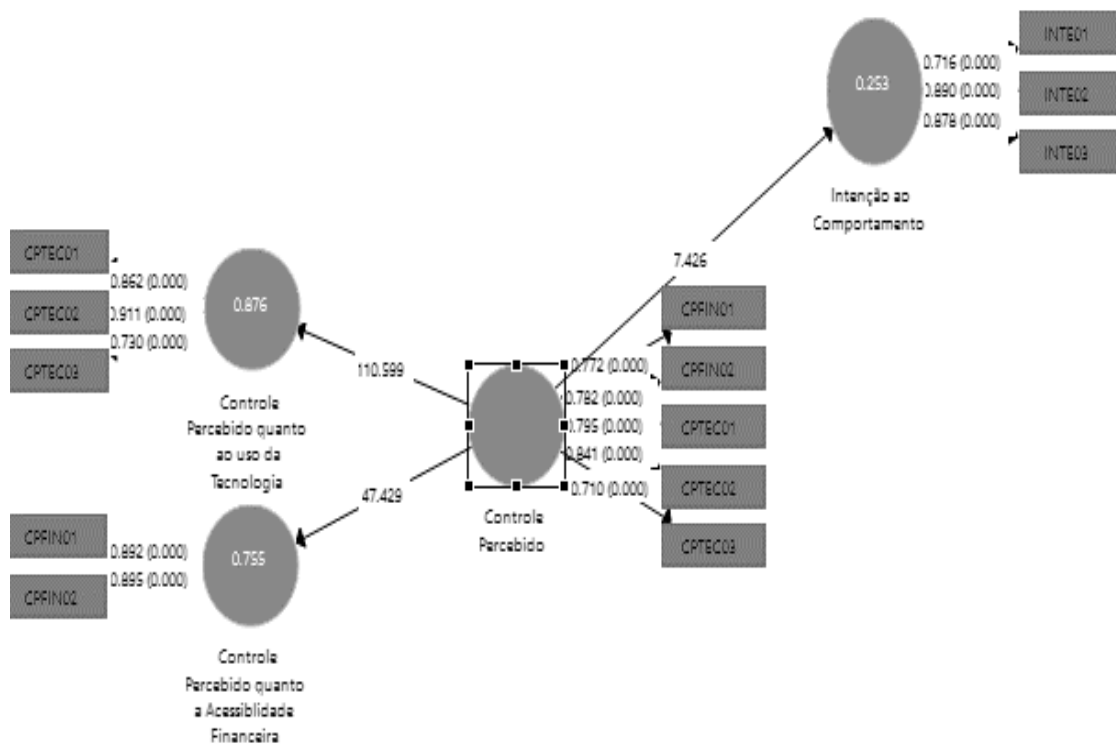 INTE01
0.716 (0.000)
0.253
0.890 (0.000)
INTE02
0.878 (0.000)
INTE03
Intenção ao
Comportamento
7.426
CPTEC01
0.862 (0.000)
CPTEC02
0.911 (0.000)
0.730 (0.000)
CPTEC03
0.876
Controle
Percebido quanto
ao uso da
Tecnologia
110.599
CPFIN01
0.772 (0.000)
CPFIN02
0.782 (0.000)
0.795 (0.000)
CPTEC01
0.841 (0.000)
CPTEC02
0.710 (0.000)
CPTEC03
Controle
Percebido
47.429
CPFIN01
0.892 (0.000)
0.895 (0.000)
CPFIN02
0.755
Controle
Percebido quanto
a Acessiblidade
Financeira